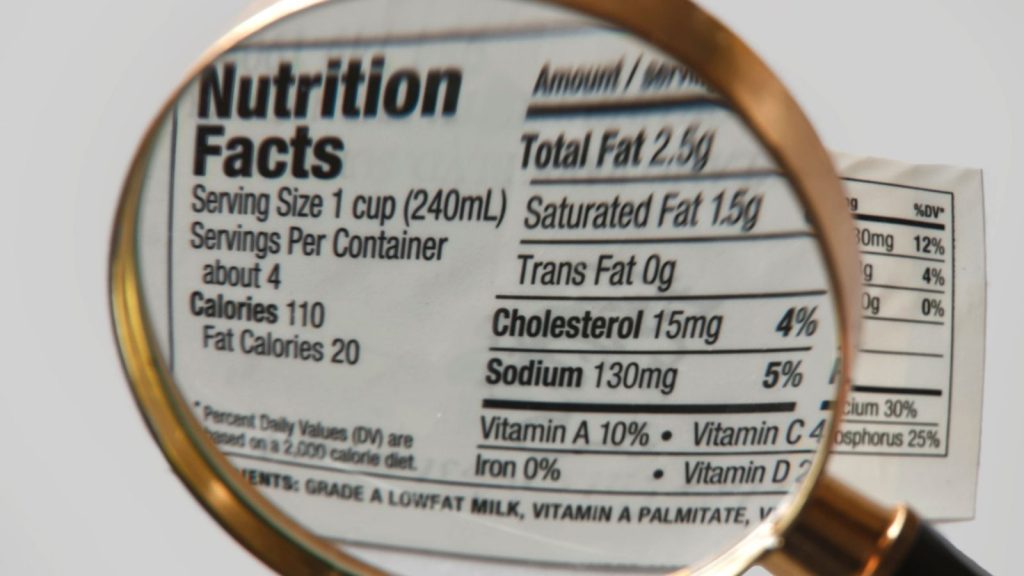 Nutrition
Facts
Serving Size 1 cup (240mL)
Servings Per Container
about 4
Calories 110
Fat Calories 20
* Percent Daily Values (DV) are
based on a 2,000 calorie diet.
Amount /
Total Fat 2.5g
Saturated Fat 1.5g
Trans Fat 0g
Cholesterol 15mg 4%
Sodium 130mg 5%
Vitamin A 10% • Vitamin C 4
Iron 0% • Vitamin D 2
ENTS: GRADE A LOWFAT MILK, VITAMIN A PALMITATE, V
%DV*
30mg 12%
g 4%
0g 0%
cium 30%
osphorus 25%